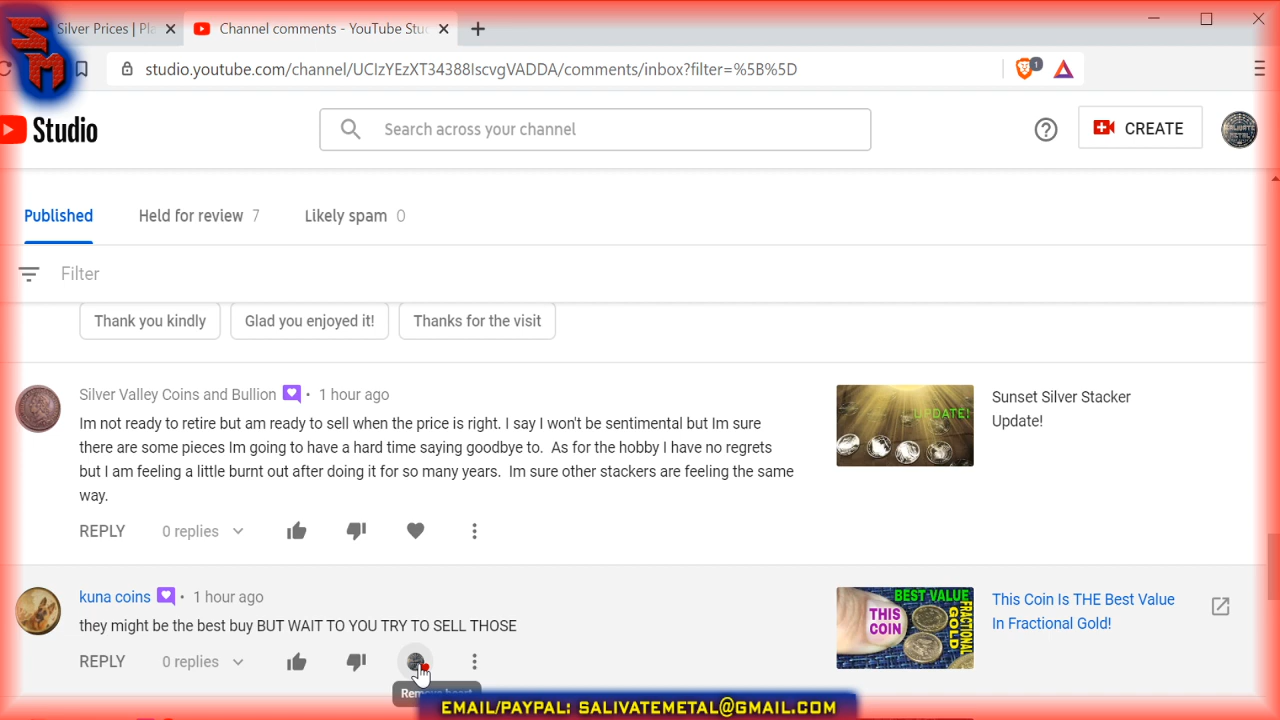 SM
Silver Prices | Pla
Channel comments - YouTube Stu
studio.youtube.com/channel/UCIzYEzXT34388IscvgVADDA/comments/inbox?filter=%5B%5D
1
Studio
Search across your channel
CREATE
Published
Held for review 7
Likely spam 0
Filter
Thank you kindly
Glad you enjoyed it!
Thanks for the visit
Silver Valley Coins and Bullion • 1 hour ago
Im not ready to retire but am ready to sell when the price is right. I say I won't be sentimental but Im sure
there are some pieces Im going to have a hard time saying goodbye to. As for the hobby I have no regrets
but I am feeling a little burnt out after doing it for so many years. Im sure other stackers are feeling the same
way.
REPLY 0 replies
UPDATE!
Sunset Silver Stacker
Update!
kuna coins • 1 hour ago
they might be the best buy BUT WAIT TO YOU TRY TO SELL THOSE
REPLY 0 replies
Remove heart
BEST VALUE
THIS
COIN
FRACTIONAL
GOLD
This Coin Is THE Best Value
In Fractional Gold!
EMAIL/PAYPAL: SALIVATEMETAL@GMAIL.COM